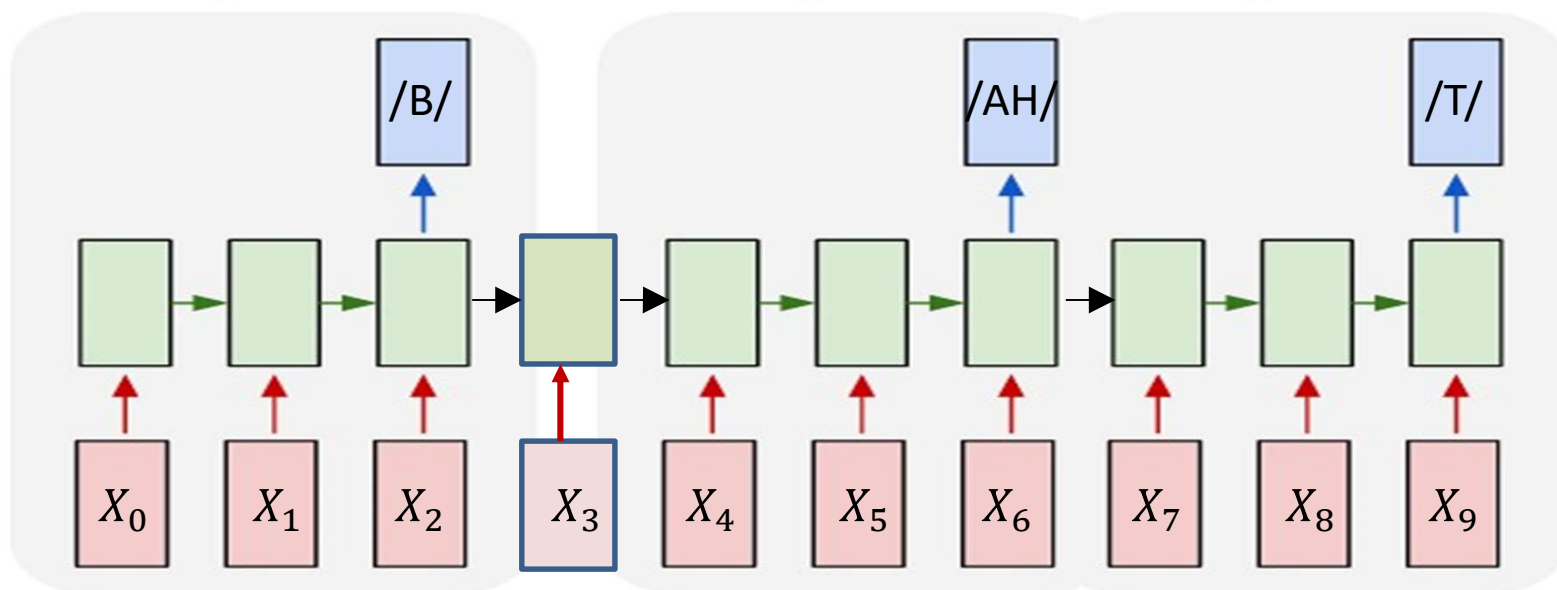 /B/ /AH/ /T/
X₀ X₁ X₂ X₃ X₄ X₅ X₆ X₇ X₈ X₉